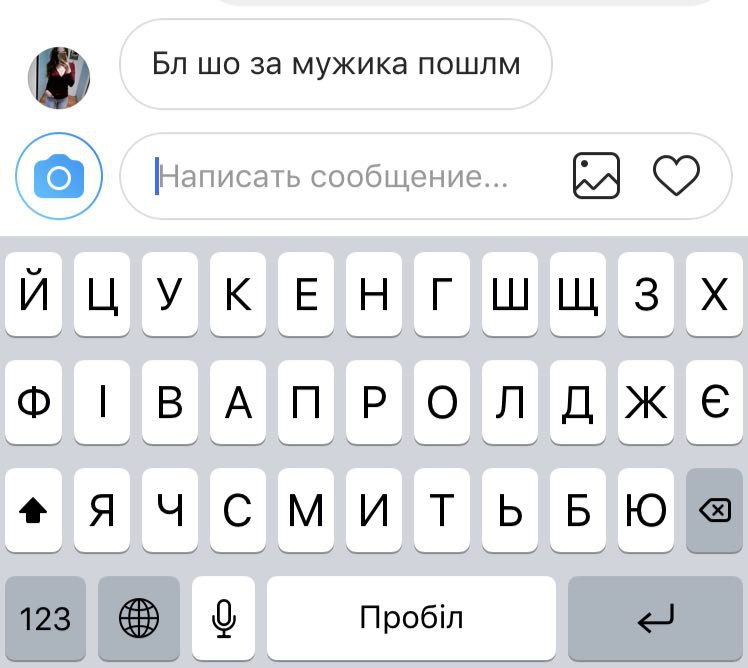 Бл шо за мужика пошлм
Написать сообщение...
Й Ц У К Е Н Г Ш Щ З Х
Ф І В А П Р О Л Д Ж Є
Я Ч С М И Т Ь Б Ю
123 Пробіл